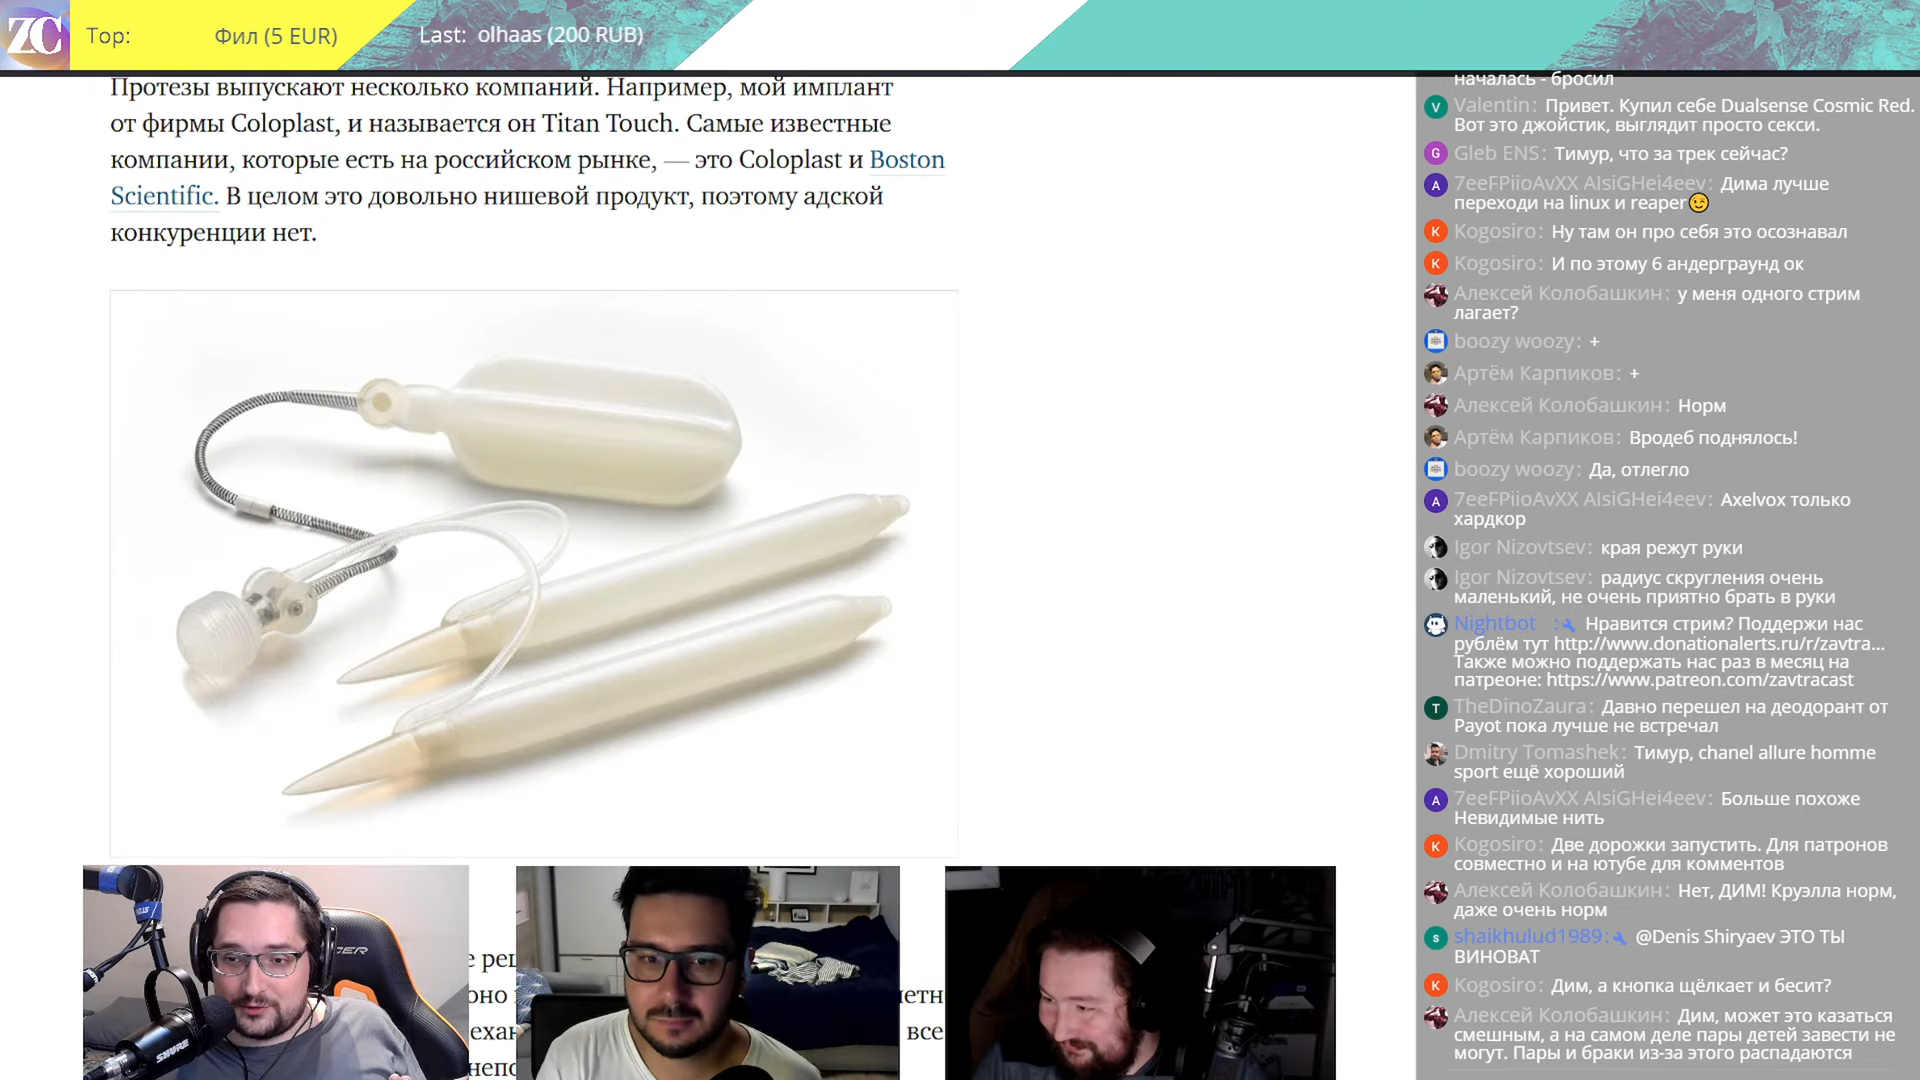 ZC
Top: Фил (5 EUR)
Last: olhaas (200 RUB)
Протезы выпускают несколько компаний. Например, мой имплант
от фирмы Coloplast, и называется он Titan Touch. Самые известные
компании, которые есть на российском рынке, — это Coloplast и Boston
Scientific. В целом это довольно нишевой продукт, поэтому адской
конкуренции нет.
е рец
оно
ехан
непо
летн
все
SHURE
началась - бросил
V Valentin: Привет. Купил себе Dualsense Cosmic Red.
Вот это джойстик, выглядит просто секси.
G Gleb ENS: Тимур, что за трек сейчас?
A 7eeFPiioAvXX AIsiGHei4eev: Дима лучше
переходи на linux и reaper😉
K Kogosiro: Ну там он про себя это осознавал
K Kogosiro: И по этому 6 андерграунд ок
Алексей Колобашкин: у меня одного стрим
лагает?
boozy woozy: +
Артём Карпиков: +
Алексей Колобашкин: Норм
Артём Карпиков: Вродеб поднялось!
boozy woozy: Да, отлегло
A 7eeFPiioAvXX AIsiGHei4eev: Axelvox только
хардкор
Igor Nizovtsev: края режут руки
Igor Nizovtsev: радиус скругления очень
маленький, не очень приятно брать в руки
Nightbot : Нравится стрим? Поддержи нас
рублём тут http://www.donationalerts.ru/r/zavtra...
Также можно поддержать нас раз в месяц на
патреоне: https://www.patreon.com/zavtracast
T TheDinoZaura: Давно перешел на деодорант от
Payot пока лучше не встречал
Dmitry Tomashek: Тимур, chanel allure homme
sport ещё хороший
A 7eeFPiioAvXX AIsiGHei4eev: Больше похоже
Невидимые нить
K Kogosiro: Две дорожки запустить. Для патронов
совместно и на ютубе для комментов
Алексей Колобашкин: Нет, ДИМ! Круэлла норм,
даже очень норм
s shaikhulud1989: @Denis Shiryaev ЭТО ТЫ
ВИНОВАТ
K Kogosiro: Дим, а кнопка щёлкает и бесит?
Алексей Колобашкин: Дим, может это казаться
смешным, а на самом деле пары детей завести не
могут. Пары и браки из-за этого распадаются